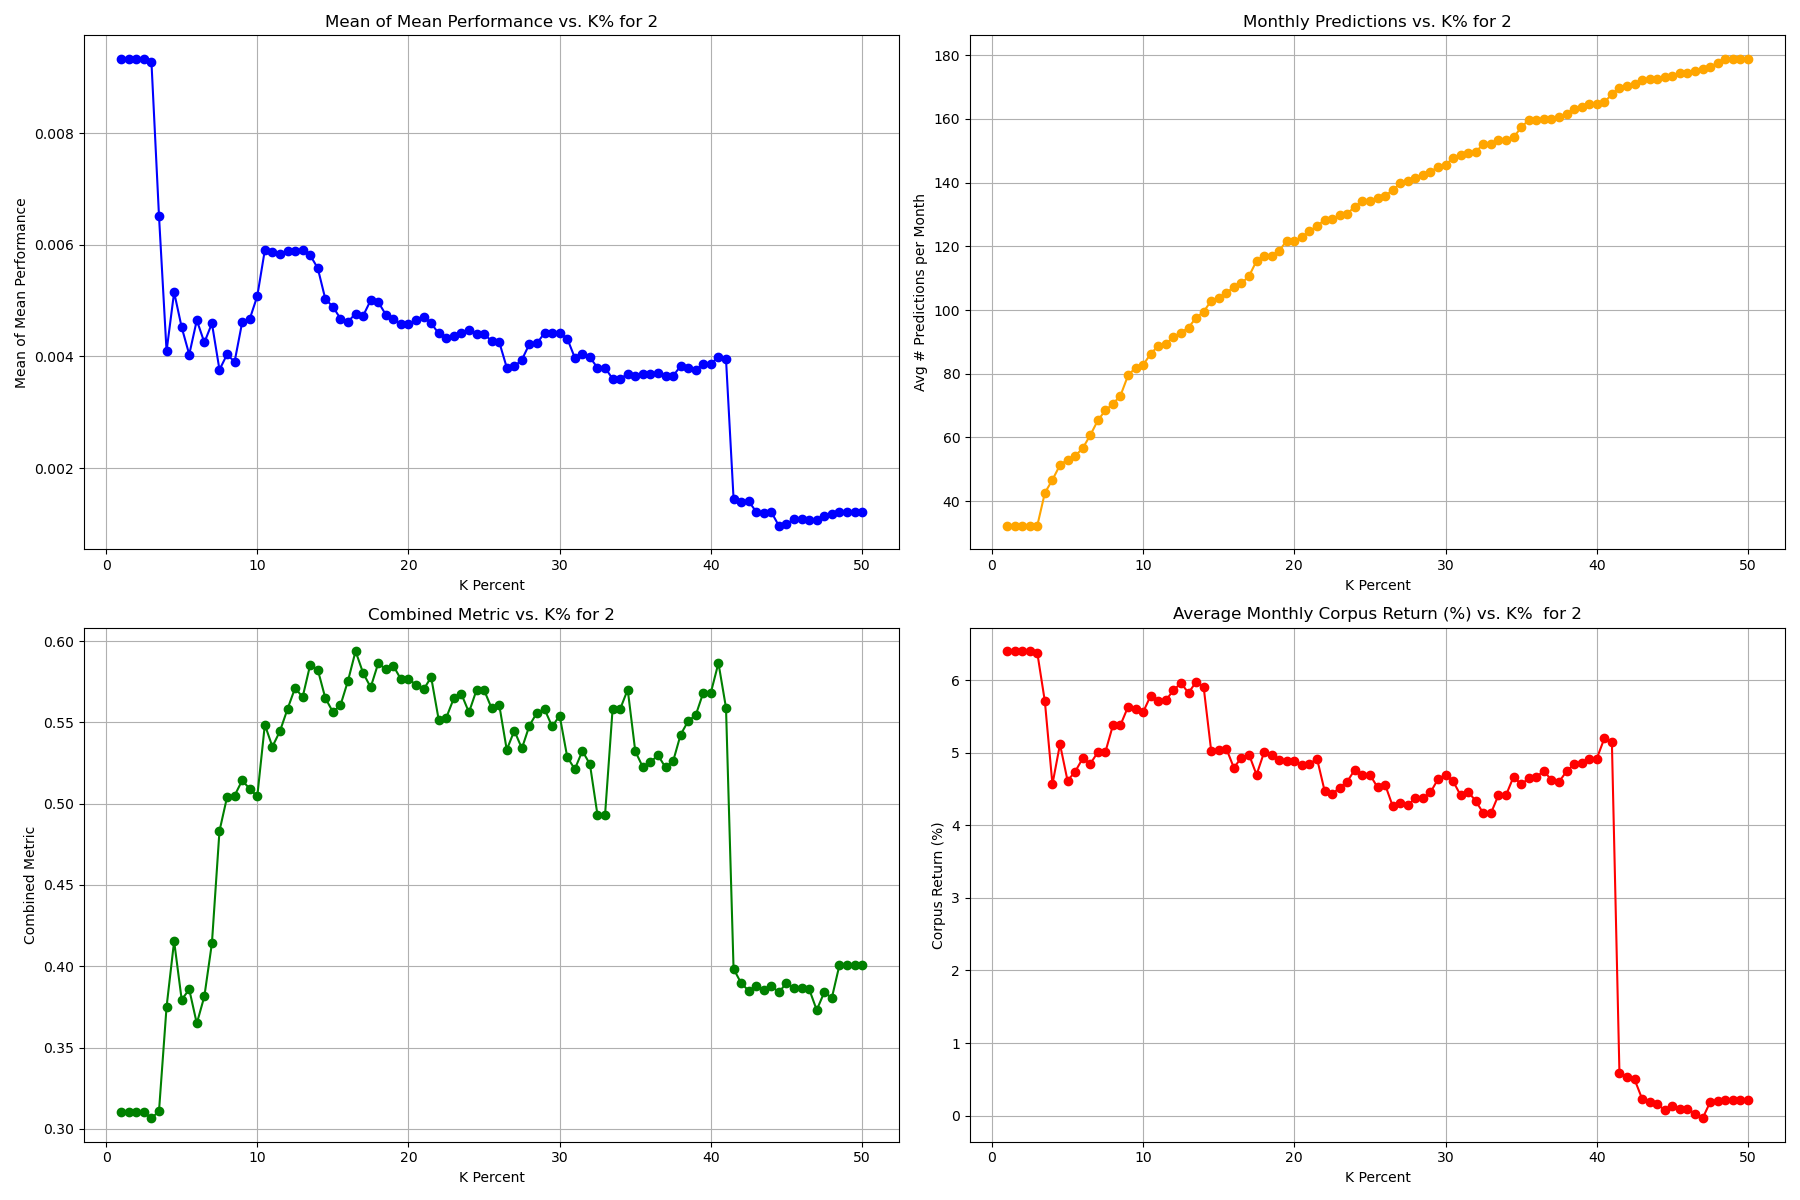 Mean of Mean Performance vs. K% for 2
Mean of Mean Performance
0.008
0.006
0.004
0.002
0 10 20 30 40 50
K Percent
Monthly Predictions vs. K% for 2
Avg # Predictions per Month
180
160
140
120
100
80
60
40
0 10 20 30 40 50
K Percent
Combined Metric vs. K% for 2
Combined Metric
0.60
0.55
0.50
0.45
0.40
0.35
0.30
0 10 20 30 40 50
K Percent
Average Monthly Corpus Return (%) vs. K%  for 2
Corpus Return (%)
6
5
4
3
2
1
0
0 10 20 30 40 50
K Percent